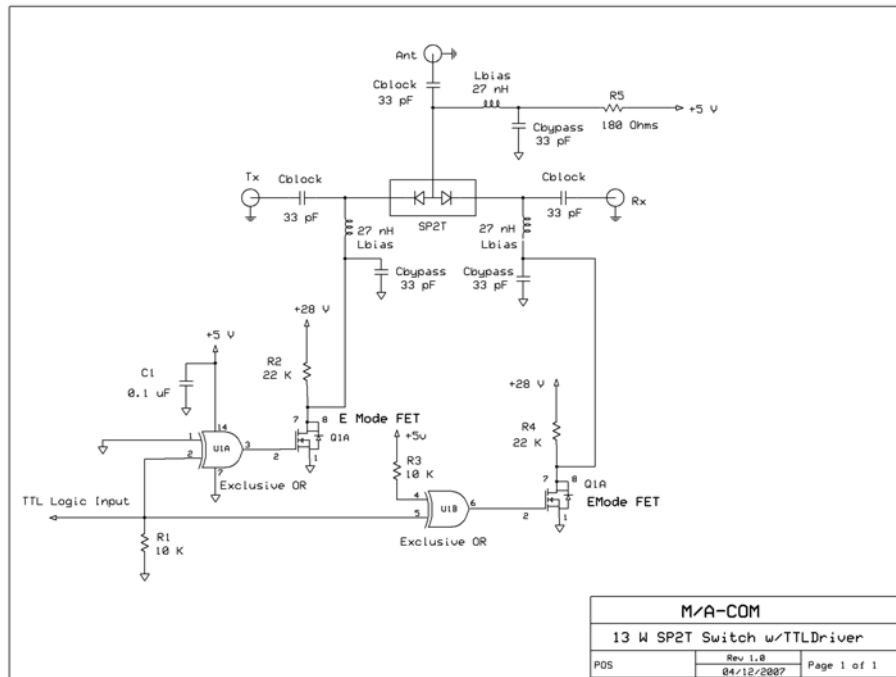 Ant
Cblock
33 pF
Lbias
27 nH
R5
180 Ohms
+5 V
Cbypass
33 pF
Tx
Cblock
33 pF
SP2T
Cblock
33 pF
Rx
27 nH
Lbias
27 nH
Lbias
Cbypass
33 pF
Cbypass
33 pF
+28 V
+5 V
R2
22 K
C1
0.1 uF
14
1
2
U1A
3
7
Exclusive OR
7
8
E Mode FET
Q1A
2
1
+5v
R3
10 K
+28 V
R4
22 K
7
8
Q1A
EMode FET
2
1
4
5
U1B
6
Exclusive OR
TTL Logic Input
R1
10 K
M/A-COM
13 W SP2T Switch w/TTLDriver
POS
Rev 1.0
04/12/2007
Page 1 of 1